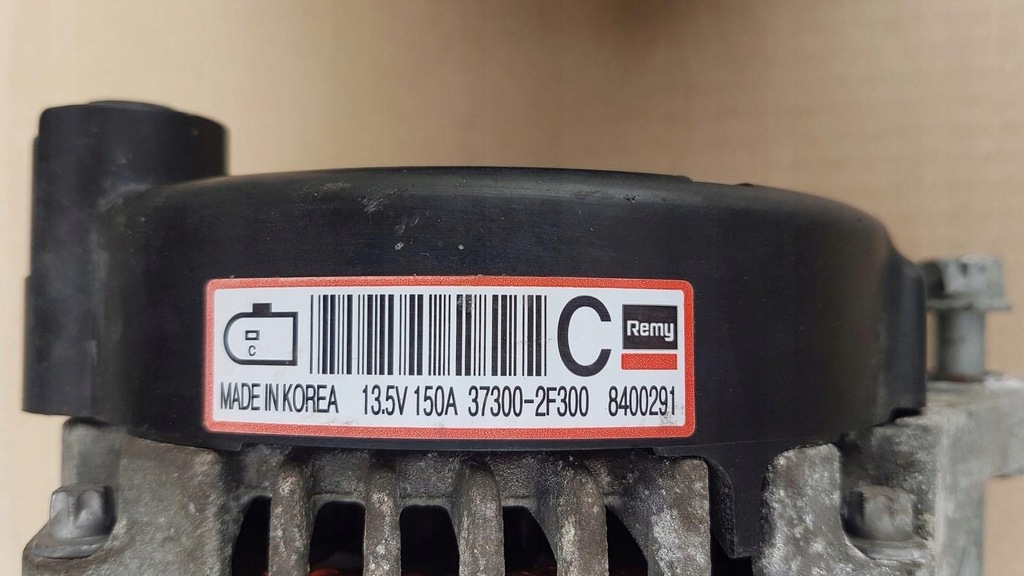 C
C
Remy
MADE IN KOREA 13.5V 150A 37300-2F300 8400291